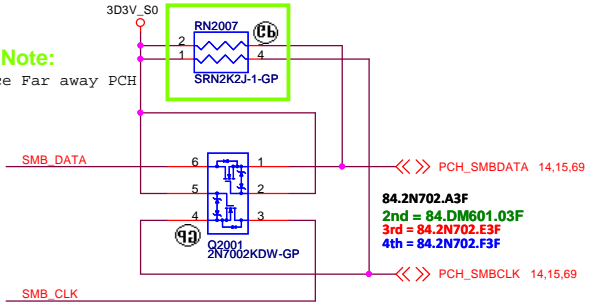 3D3V_S0
RN2007
2
3
1
4
SRN2K2J-1-GP
Note:
ce Far away PCH
SMB_DATA
6
1
PCH_SMBDATA 14,15,69
5
2
84.2N702.A3F
2nd = 84.DM601.03F
3rd = 84.2N702.E3F
4th = 84.2N702.F3F
4
3
Q2001
2N7002KDW-GP
PCH_SMBCLK 14,15,69
SMB_CLK